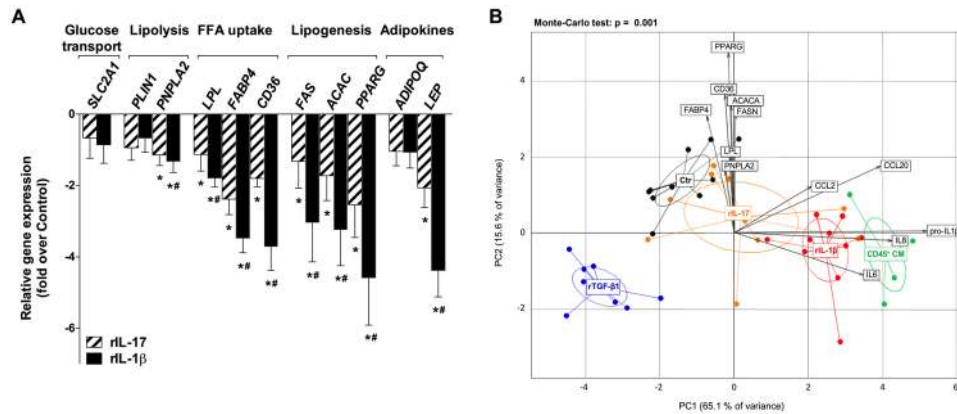 A
Glucose transport
Lipolysis
FFA uptake
Lipogenesis
Adipokines
SLC2A1
PLIN1
PNPLA2
LPL
FABP4
CD36
FAS
ACAC
PPARG
ADIPOQ
LEP
Relative gene expression
(fold over Control)
0
-2
-4
-6
*
*#
*
*#
*
*#
*
*#
*#
*
*#
*
*#
*
*#
rIL-17
rIL-1β
B
Monte-Carlo test: p = 0.001
PC2 (15.6 % of variance)
4
2
0
-2
PPARG
CD36
ACACA
FABP4
FASN
LPL
PNPLA2
Ctr
CCL2
CCL20
rIL-17
pro-IL1β
IL8
rIL-1β
CD45⁺ CM
IL6
rTGF-β1
-4
-2
0
2
4
6
PC1 (65.1 % of variance)